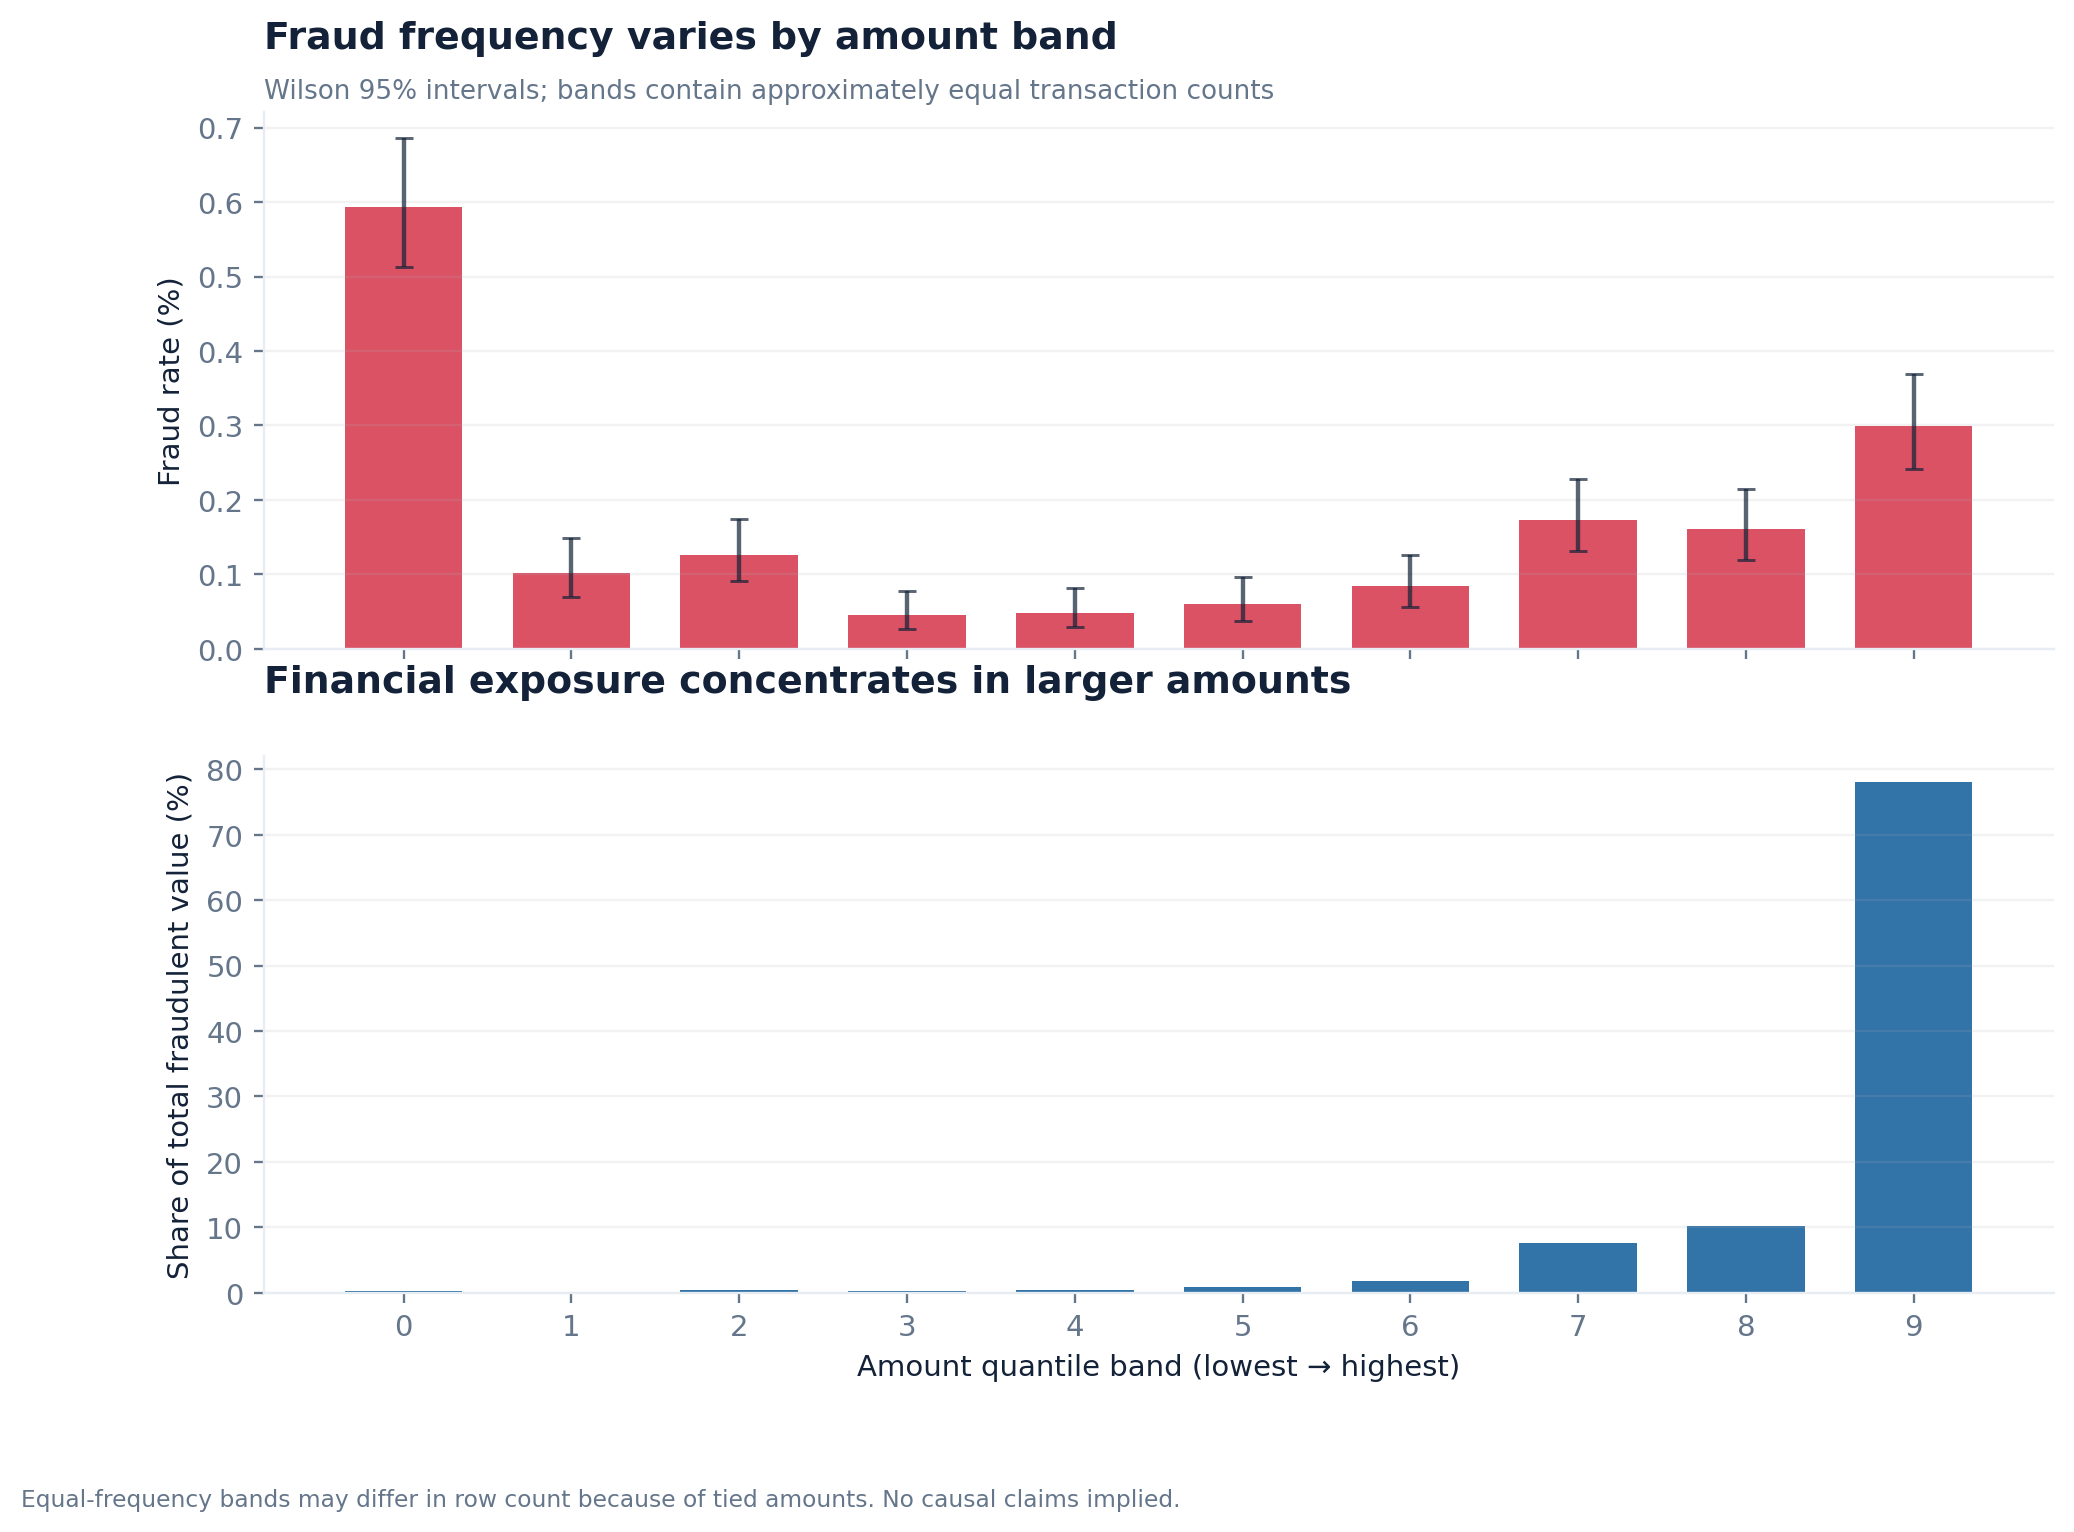 Fraud frequency varies by amount band
Wilson 95% intervals; bands contain approximately equal transaction counts
Fraud rate (%)
0.7
0.6
0.5
0.4
0.3
0.2
0.1
0.0
Financial exposure concentrates in larger amounts
Share of total fraudulent value (%)
80
70
60
50
40
30
20
10
0
0 1 2 3 4 5 6 7 8 9
Amount quantile band (lowest → highest)
Equal-frequency bands may differ in row count because of tied amounts. No causal claims implied.